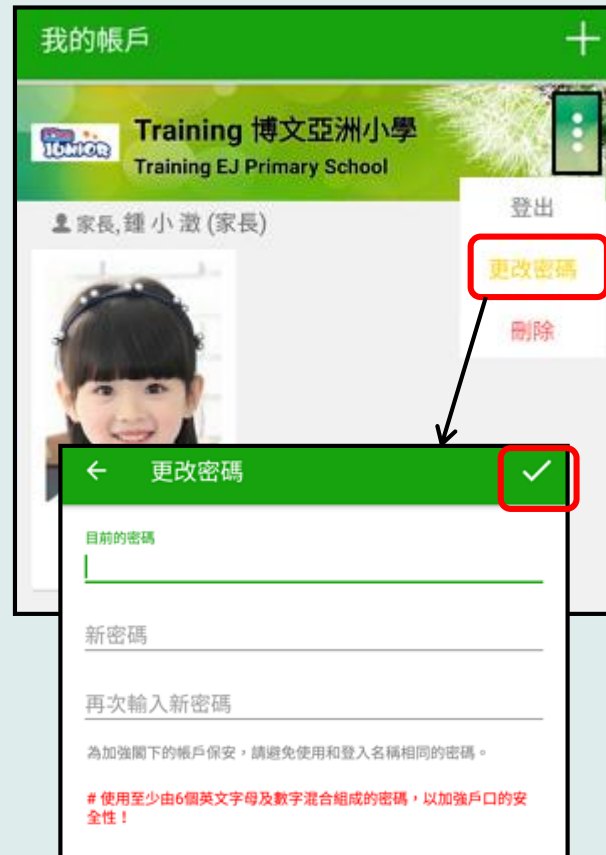 我的帳戶
JUNIOR
Training 博文亞洲小學
Training EJ Primary School
家長,鍾 小 澂 (家長)
登出
更改密碼
刪除
更改密碼
目前的密碼
新密碼
再次輸入新密碼
為加強閣下的帳戶保安，請避免使用和登入名稱相同的密碼。
# 使用至少由6個英文字母及數字混合組成的密碼，以加強戶口的安
全性！